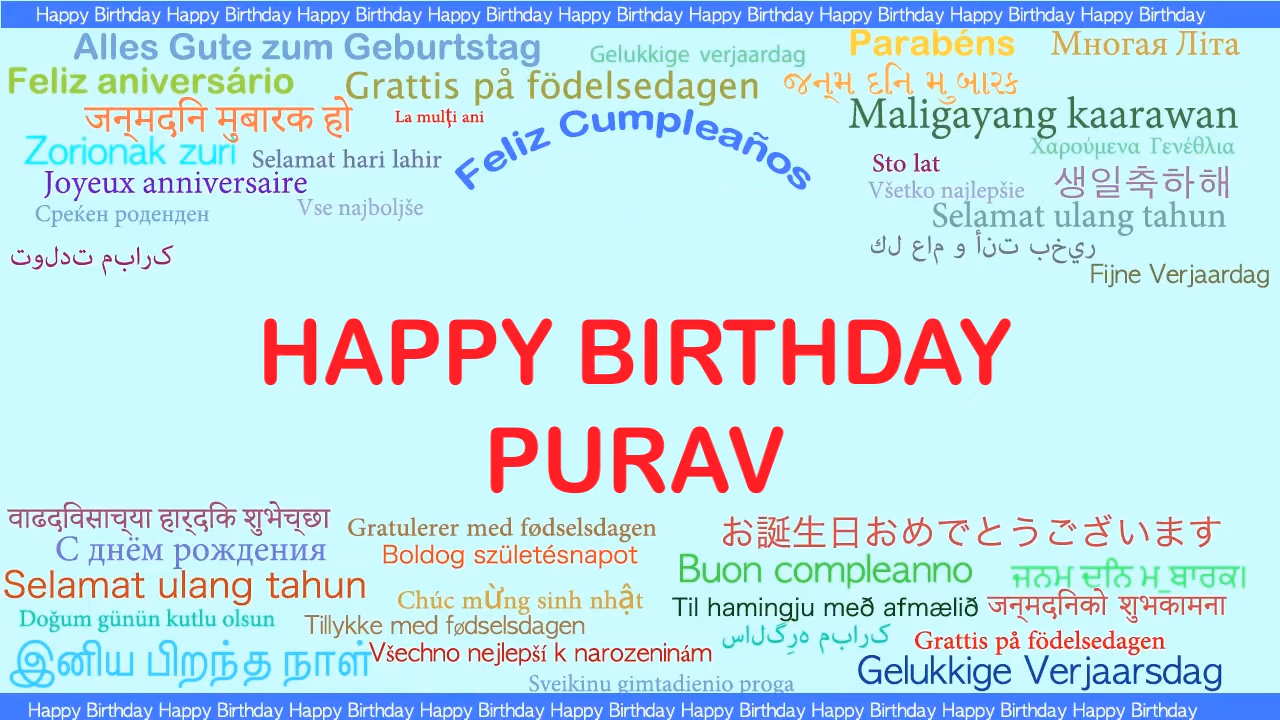 Happy Birthday Happy Birthday Happy Birthday Happy Birthday Happy Birthday Happy Birthday Happy Birthday Happy Birthday Happy Birthday
Alles Gute zum Geburtstag
Gelukkige verjaardag
Parabéns
Многая Літа
Feliz aniversário
Grattis på födelsedagen
જન્મ દિન મુબારક
जन्मदिन मुबारक हो
La mulţi ani
Feliz Cumpleaños
Maligayang kaarawan
Zorionak zuri
Selamat hari lahir
Sto lat
Χαρούμενα Γενέθλια
Joyeux anniversaire
Všetko najlepšie
생일축하해
Среќен роденден
Vse najboljše
Selamat ulang tahun
تولدت مبارک
كل عام و أنت بخير
Fijne Verjaardag
HAPPY BIRTHDAY
PURAV
वाढदिवसाच्या हार्दिक शुभेच्छा
Gratulerer med fødselsdagen
お誕生日おめでとうございます
С днём рождения
Boldog születésnapot
Buon compleanno
ਜਨਮ ਦਿਨ ਮੁਬਾਰਕ।
Selamat ulang tahun
Chúc mừng sinh nhật
Til hamingju með afmælið
जन्मदिनको शुभकामना
Doğum günün kutlu olsun
Tillykke med fødselsdagen
سالگرہ مبارک
Grattis på födelsedagen
இனிய பிறந்த நாள்
Všechno nejlepší k narozeninám
Gelukkige Verjaarsdag
Sveikinu gimtadienio proga
Happy Birthday Happy Birthday Happy Birthday Happy Birthday Happy Birthday Happy Birthday Happy Birthday Happy Birthday Happy Birthday